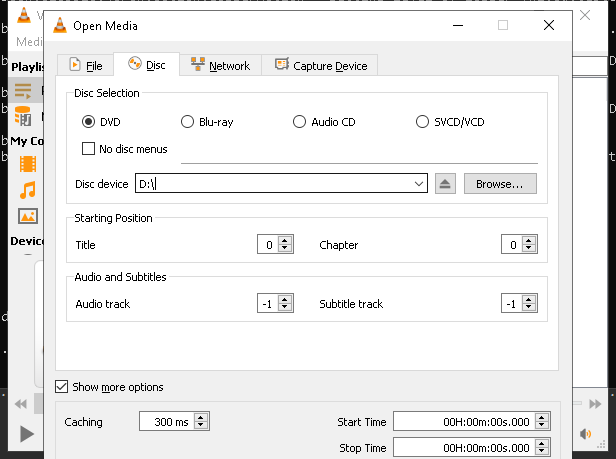 Open Media
Medi
File
Disc
Network
Capture Device
Playlis
Disc Selection
DVD
Blu-ray
Audio CD
SVCD/VCD
No disc menus
My Co
Disc device
D:\
Browse...
Starting Position
Title
0
Chapter
0
Device
Audio and Subtitles
Audio track
-1
Subtitle track
-1
Show more options
Caching
300 ms
Start Time
00H:00m:00s.000
Stop Time
00H:00m:00s.000